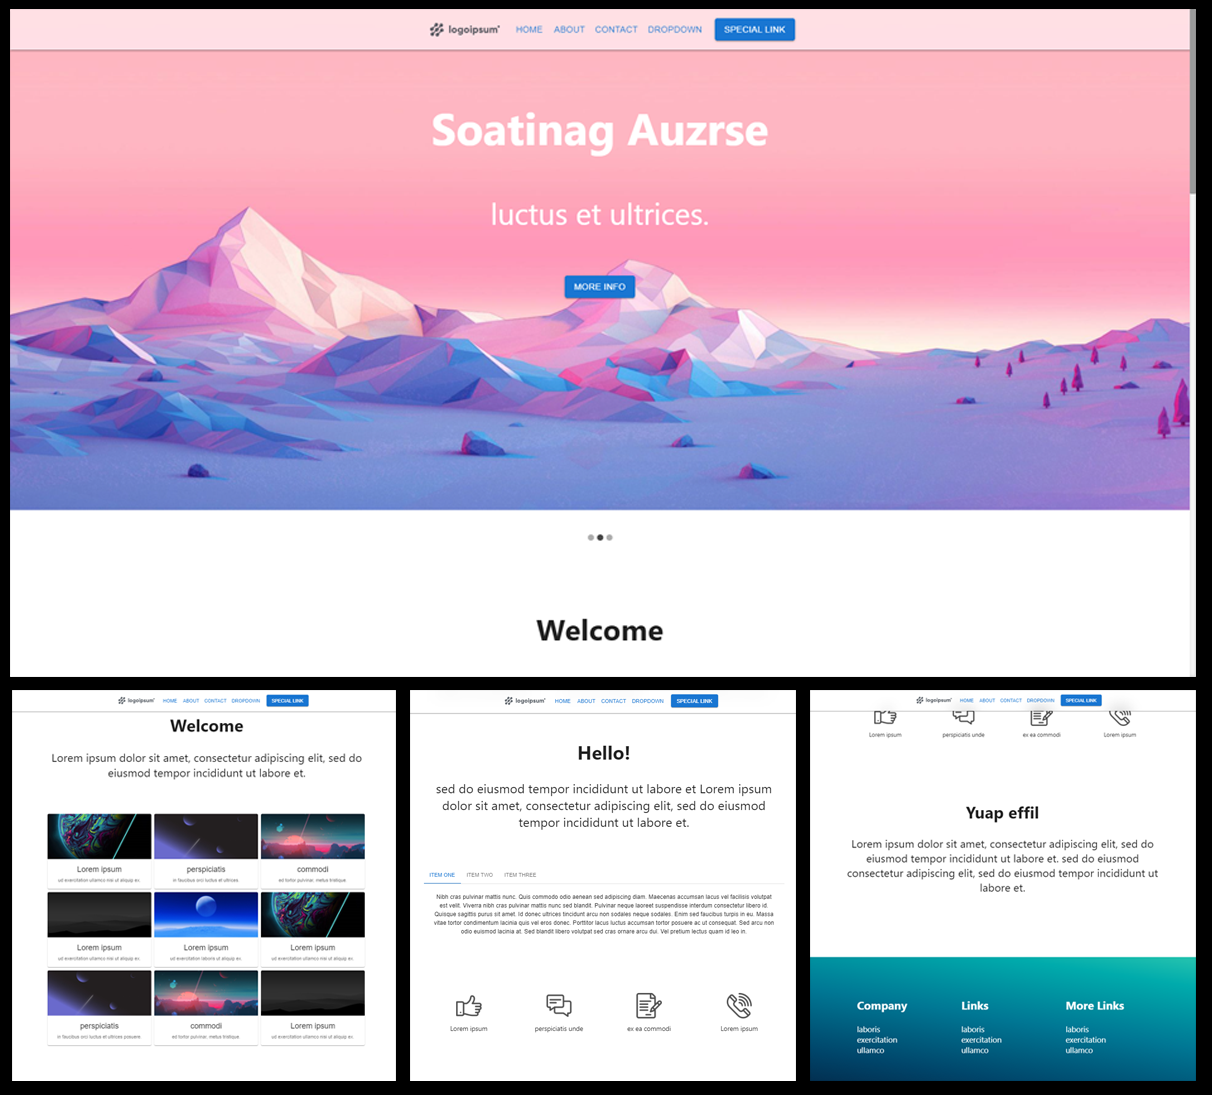 logoipsum HOME ABOUT CONTACT DROPDOWN SPECIAL LINK
Soatinag Auzrse
luctus et ultrices.
MORE INFO
Welcome
logoipsum HOME ABOUT CONTACT DROPDOWN SPECIAL LINK
Welcome
Lorem ipsum dolor sit amet, consectetur adipiscing elit, sed do
eiusmod tempor incididunt ut labore et.
Lorem ipsum perspiciatis commodi
ud exercitation ullamco nisi ut aliquip ex. in faucibus orci luctus et ultrices ed tortor pulvinar, metus tristique
Lorem ipsum Lorem ipsum Lorem ipsum
ud exercitation ullamco nisi ut aliquip ex. ud exercitation laboris ut aliquip ex. ud exercitation ullamco nisi ut aliquip ex.
perspiciatis commodi Lorem ipsum
in faucibus orci luctus et ultrices posuere ed tortor pulvinar, metus tristique ud exercitation ullamco nisi ut aliquip ex.
logoipsum HOME ABOUT CONTACT DROPDOWN SPECIAL LINK
Hello!
sed do eiusmod tempor incididunt ut labore et Lorem ipsum
dolor sit amet, consectetur adipiscing elit, sed do eiusmod
tempor incididunt ut labore et.
ITEM ONE ITEM TWO ITEM THREE
Nibh cras pulvinar mattis nunc. Quis commodo odio aenean sed adipiscing diam. Maecenas accumsan lacus vel facilisis volutpat
est velit. Viverra nibh cras pulvinar mattis nunc sed blandit. Pulvinar neque laoreet suspendisse interdum consectetur libero id.
Quisque sagittis purus sit amet. Id donec ultrices tincidunt arcu non sodales neque sodales. Enim sed faucibus turpis in eu. Massa
vitae tortor condimentum lacinia quis vel eros donec. Porttitor lacus luctus accumsan tortor posuere ac ut consequat. Sed arcu non
odio euismod lacinia at. Sed blandit libero volutpat sed cras ornare arcu dui. Vel pretium lectus quam id leo in.
Lorem ipsum perspiciatis unde ex ea commodi Lorem ipsum
logoipsum HOME ABOUT CONTACT DROPDOWN SPECIAL LINK
Lorem ipsum perspiciatis unde ex ea commodi Lorem ipsum
Yuap effil
Lorem ipsum dolor sit amet, consectetur adipiscing elit, sed do
eiusmod tempor incididunt ut labore et. sed do eiusmod
consectetur adipiscing elit, sed do eiusmod tempor incididunt ut
labore et.
Company Links More Links
laboris laboris laboris
exercitation exercitation exercitation
ullamco ullamco ullamco